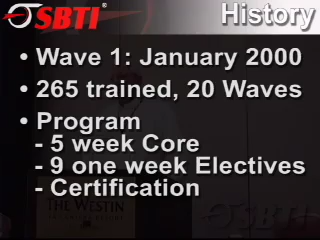 SBTI®
History
• Wave 1: January 2000
• 265 trained, 20 Waves
• Program
- 5 week Core
- 9 one week Electives
- Certification
THE WESTIN
SBTI